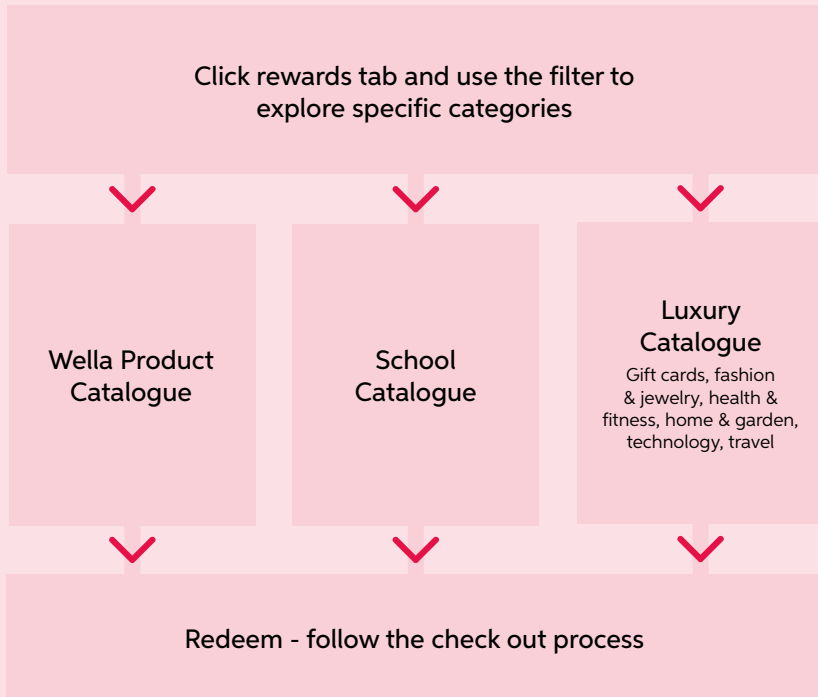 Click rewards tab and use the filter to
explore specific categories
Wella Product
Catalogue
School
Catalogue
Luxury
Catalogue
Gift cards, fashion
& jewelry, health &
fitness, home & garden,
technology, travel
Redeem - follow the check out process